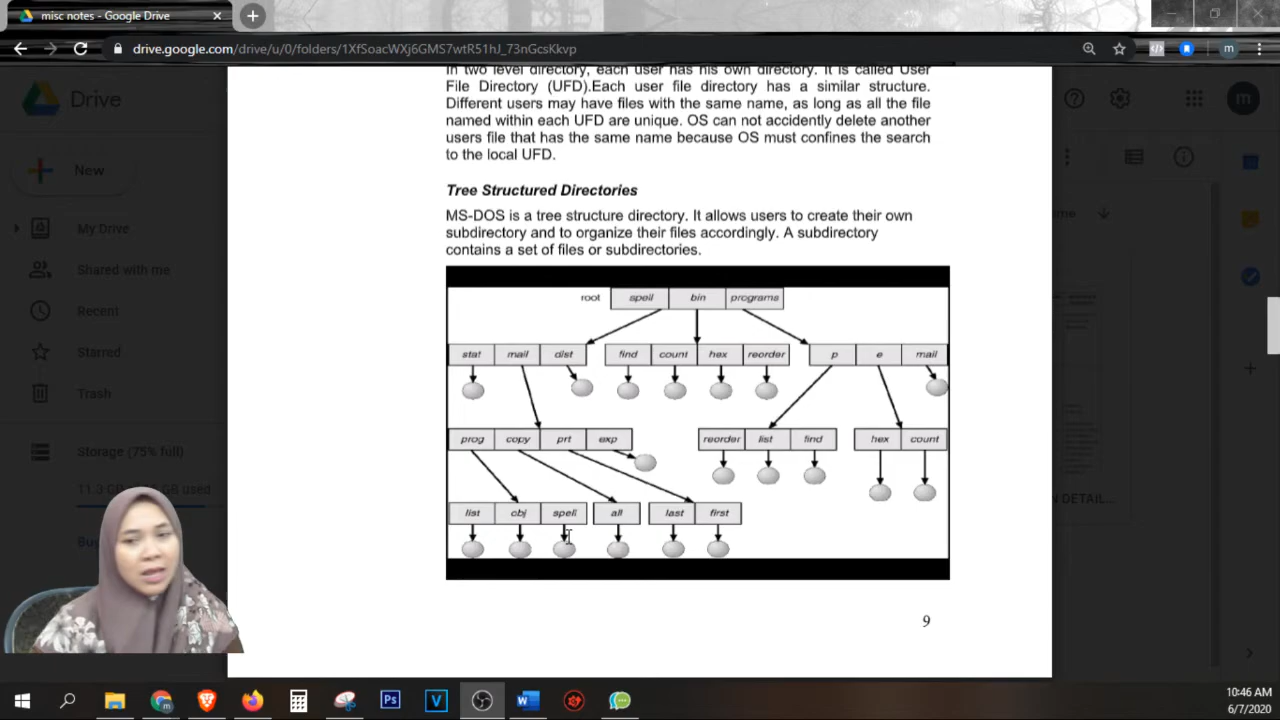 misc notes - Google Drive
drive.google.com/drive/u/0/folders/1XfSoacWXj6GMS7wtR51hJ_73nGcsKkvp
m
In two level directory, each user has his own directory. It is called User
File Directory (UFD).Each user file directory has a similar structure.
Different users may have files with the same name, as long as all the file
named within each UFD are unique. OS can not accidently delete another
users file that has the same name because OS must confines the search
to the local UFD.
Drive
m
New
Tree Structured Directories
MS-DOS is a tree structure directory. It allows users to create their own
subdirectory and to organize their files accordingly. A subdirectory
contains a set of files or subdirectories.
My Drive
Shared with me
Recent
Starred
Trash
Storage (75% full)
used
root spell bin programs
stat mail dist find count hex reorder p e mail
prog copy prt exp reorder list find hex count
list obj spell all last first
9
Ps
V
W
10:46 AM
6/7/2020